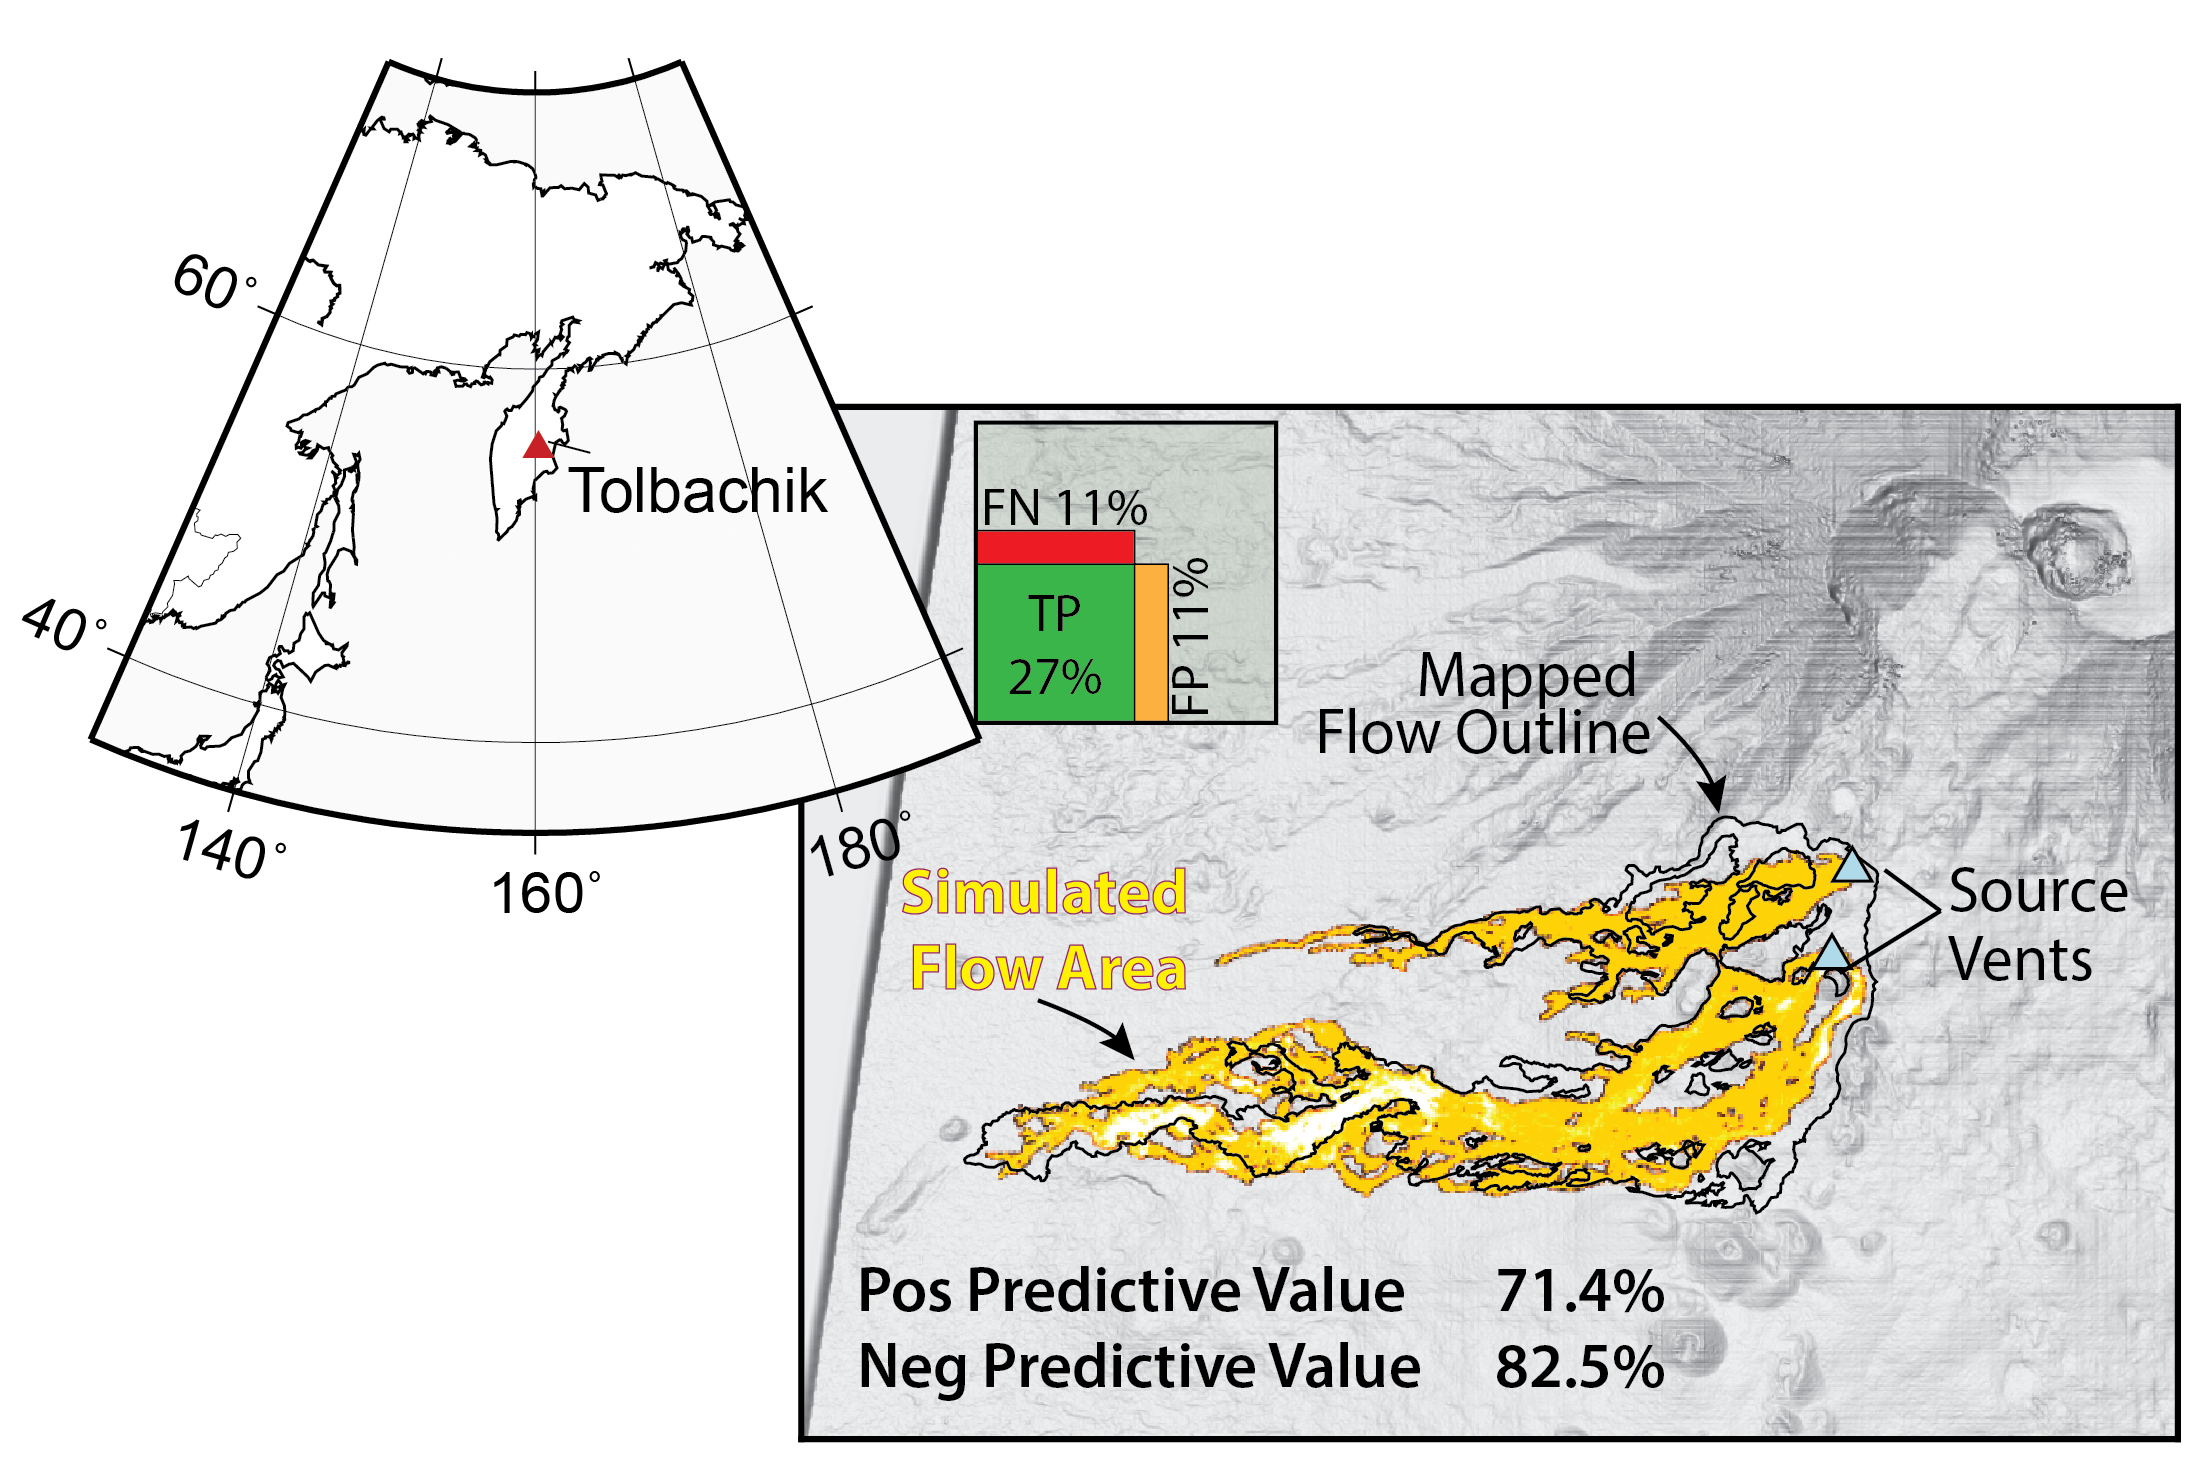 60°
40°
140°
160°
180°
Tolbachik
FN 11%
TP
27%
FP 11%
Mapped
Flow Outline
Simulated
Flow Area
Source
Vents
Pos Predictive Value 71.4%
Neg Predictive Value 82.5%